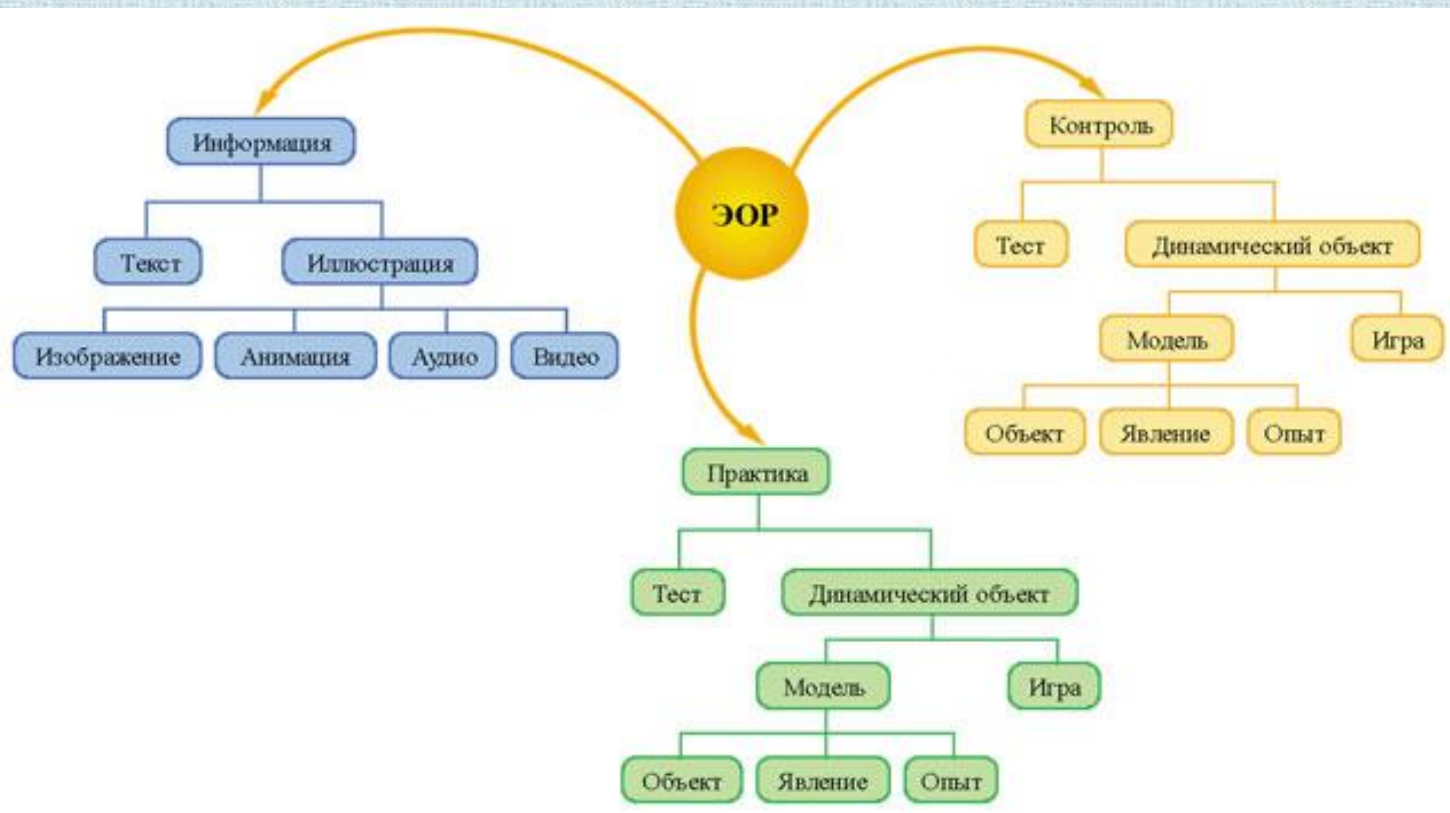 ЭОР
Информация
Текст
Иллюстрация
Изображение
Анимация
Аудио
Видео
Контроль
Тест
Динамический объект
Модель
Игра
Объект
Явление
Опыт
Практика
Тест
Динамический объект
Модель
Игра
Объект
Явление
Опыт